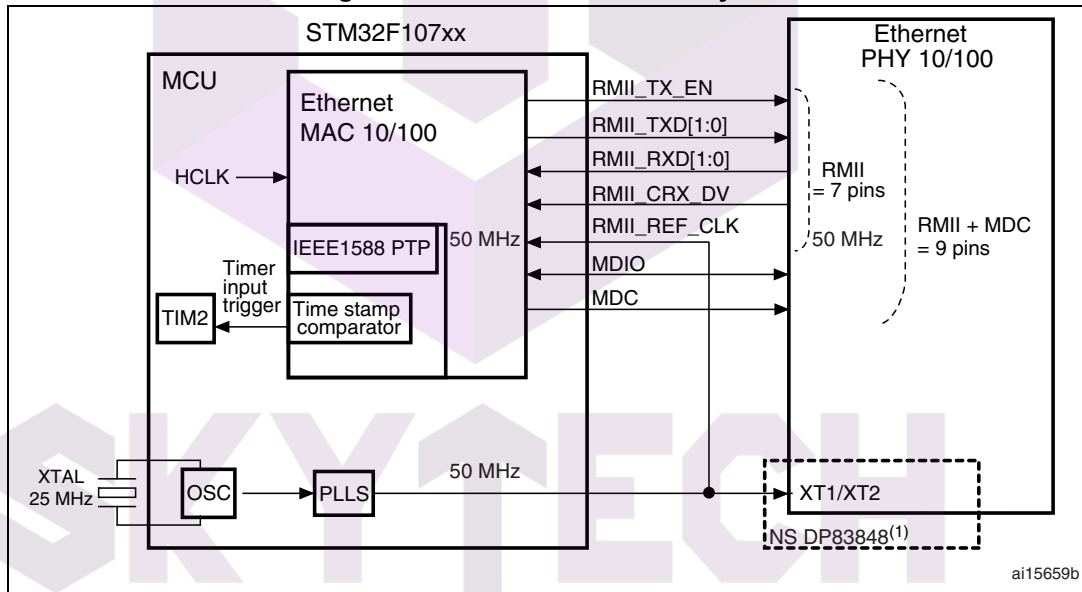 STM32F107xx
MCU
Ethernet
MAC 10/100
HCLK
IEEE1588 PTP
50 MHz
Timer
input
trigger
TIM2
Time stamp
comparator
RMII_TX_EN
RMII_TXD[1:0]
RMII_RXD[1:0]
RMII_CRX_DV
RMII_REF_CLK
MDIO
MDC
Ethernet
PHY 10/100
RMII
= 7 pins
50 MHz
RMII + MDC
= 9 pins
XTAL
25 MHz
OSC
PLLS
50 MHz
XT1/XT2
NS DP83848(1)
ai15659b
SKYTECH